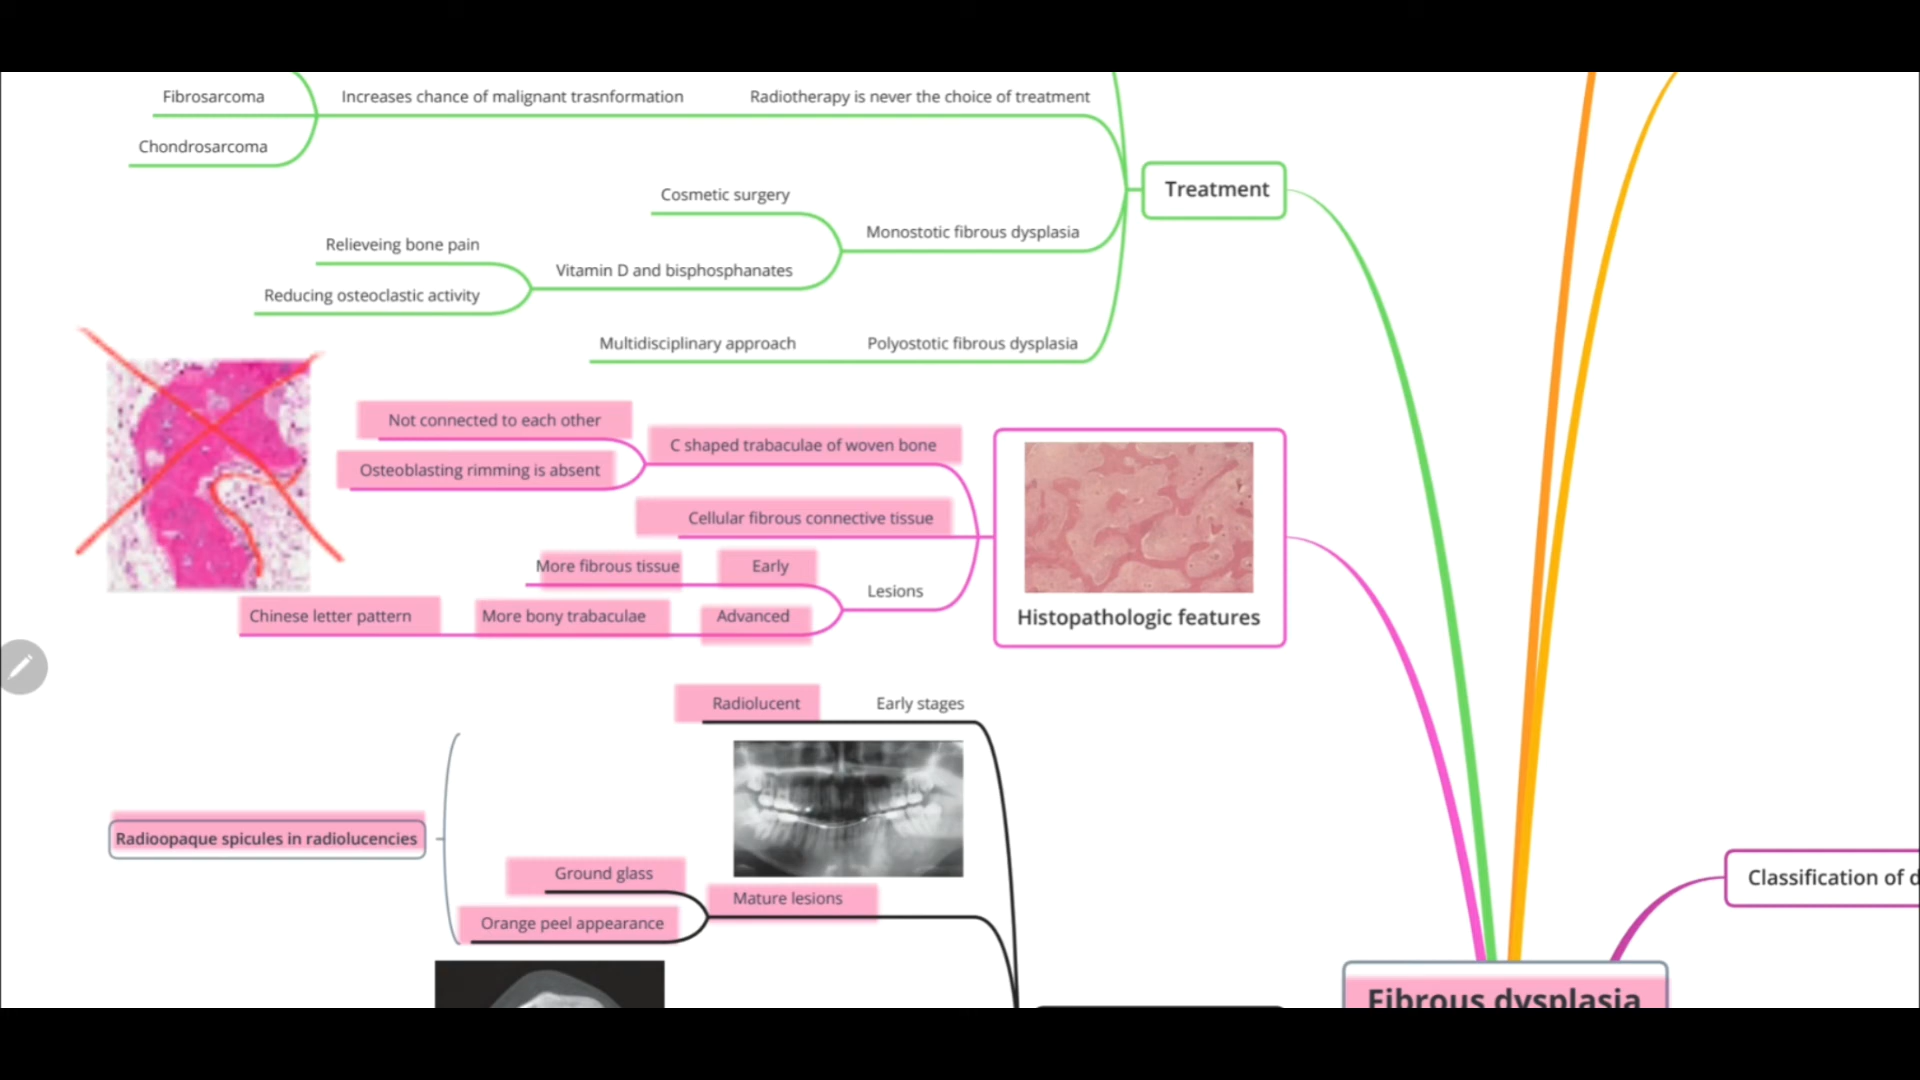 Fibrosarcoma
Increases chance of malignant trasnformation
Radiotherapy is never the choice of treatment
Chondrosarcoma
Treatment
Cosmetic surgery
Monostotic fibrous dysplasia
Relieveing bone pain
Vitamin D and bisphosphanates
Reducing osteoclastic activity
Multidisciplinary approach
Polyostotic fibrous dysplasia
Not connected to each other
C shaped trabaculae of woven bone
Osteoblasting rimming is absent
Cellular fibrous connective tissue
More fibrous tissue
Early
Lesions
Chinese letter pattern
More bony trabaculae
Advanced
Histopathologic features
Radiolucent
Early stages
Radioopaque spicules in radiolucencies
Ground glass
Mature lesions
Orange peel appearance
Classification of d
Fibrous dysplasia